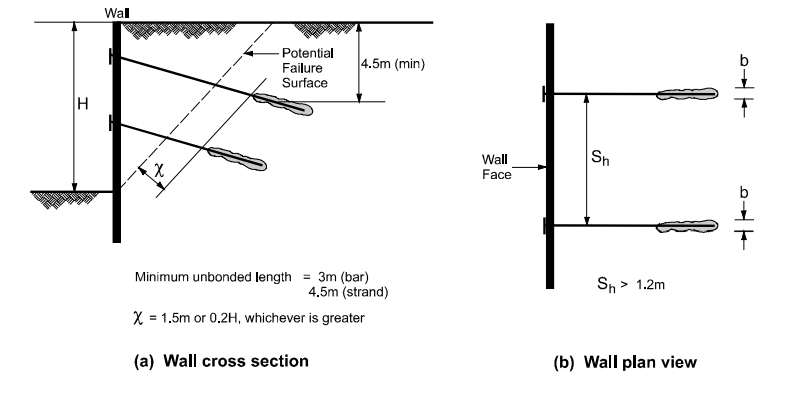 Wall
Potential
Failure
Surface
4.5m (min)
H
χ
Minimum unbonded length = 3m (bar)
4.5m (strand)
χ = 1.5m or 0.2H, whichever is greater
(a) Wall cross section
b
Wall
Face
Sh
b
Sh > 1.2m
(b) Wall plan view